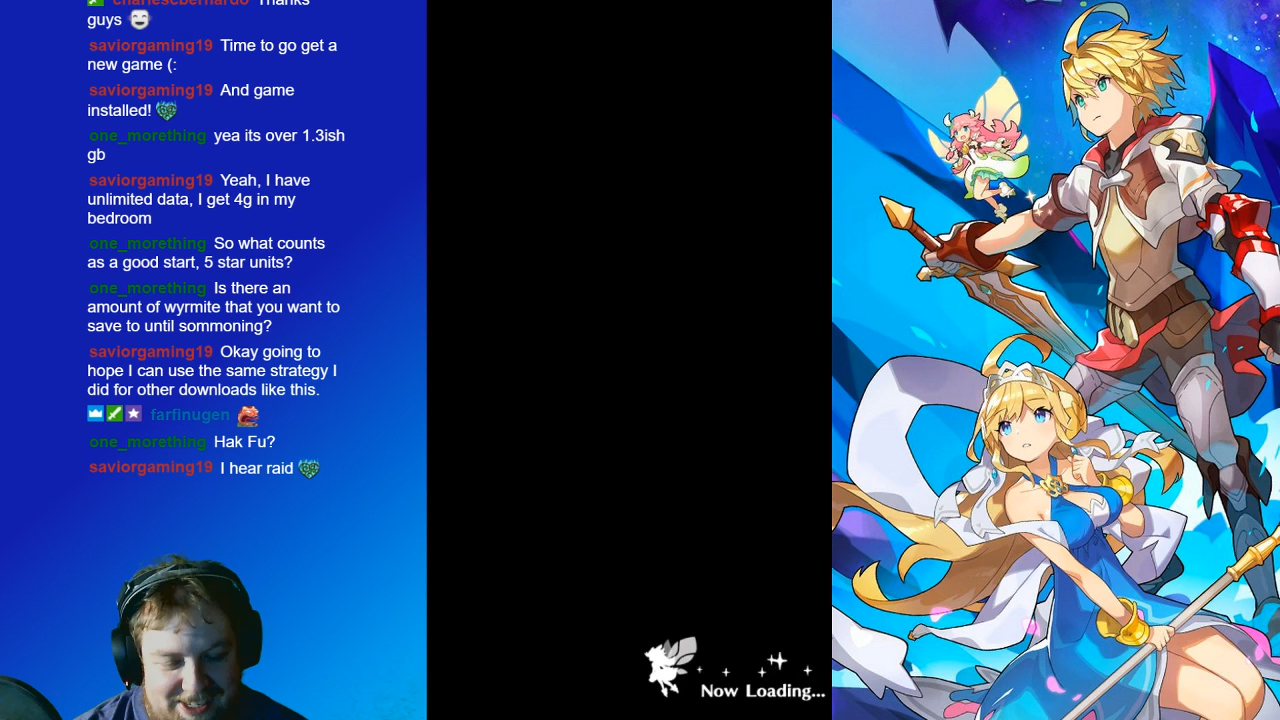 charlescbernardo Thanks
guys
saviorgaming19 Time to go get a
new game (:
saviorgaming19 And game
installed!
one_morething yea its over 1.3ish
gb
saviorgaming19 Yeah, I have
unlimited data, I get 4g in my
bedroom
one_morething So what counts
as a good start, 5 star units?
one_morething Is there an
amount of wyrmite that you want to
save to until sommoning?
saviorgaming19 Okay going to
hope I can use the same strategy I
did for other downloads like this.
farfinugen
one_morething Hak Fu?
saviorgaming19 I hear raid
Now Loading...